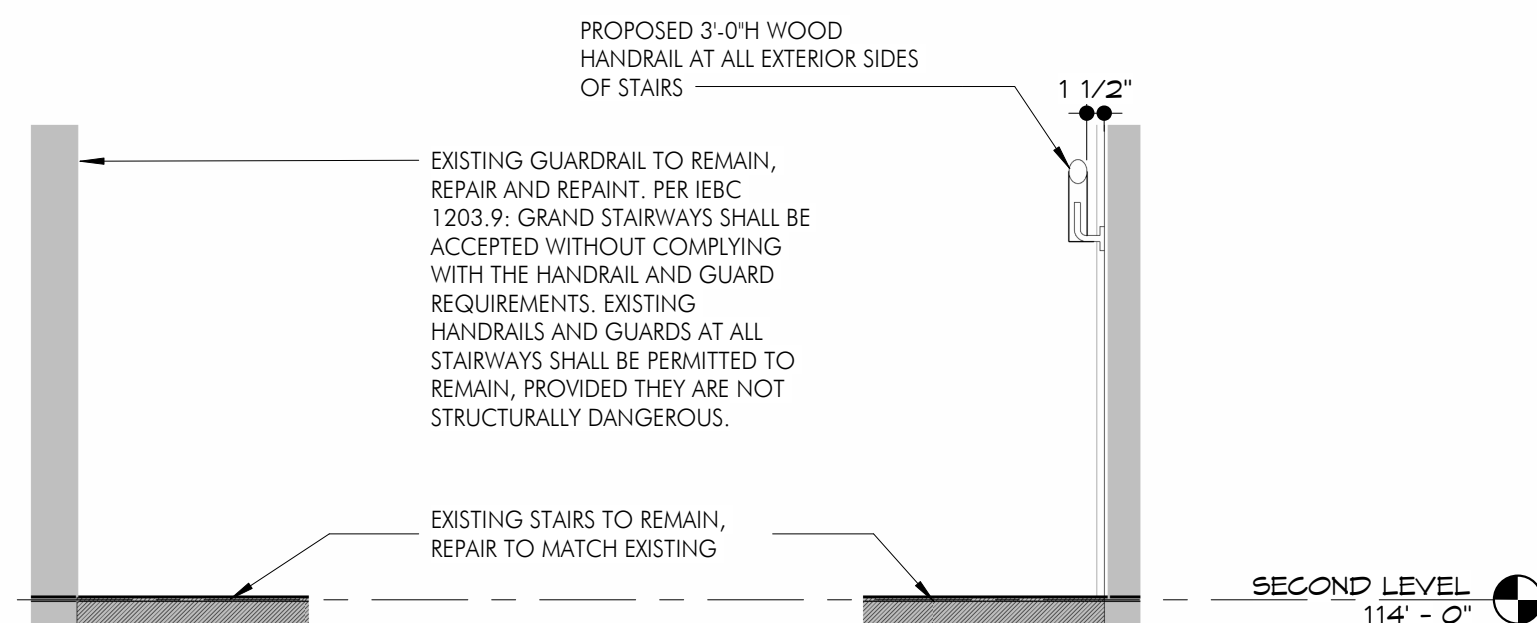 PROPOSED 3'-0"H WOOD
HANDRAIL AT ALL EXTERIOR SIDES
OF STAIRS
1 1/2"
EXISTING GUARDRAIL TO REMAIN,
REPAIR AND REPAINT. PER IEBC
1203.9: GRAND STAIRWAYS SHALL BE
ACCEPTED WITHOUT COMPLYING
WITH THE HANDRAIL AND GUARD
REQUIREMENTS. EXISTING
HANDRAILS AND GUARDS AT ALL
STAIRWAYS SHALL BE PERMITTED TO
REMAIN, PROVIDED THEY ARE NOT
STRUCTURALLY DANGEROUS.
EXISTING STAIRS TO REMAIN,
REPAIR TO MATCH EXISTING
SECOND LEVEL
114' - 0"